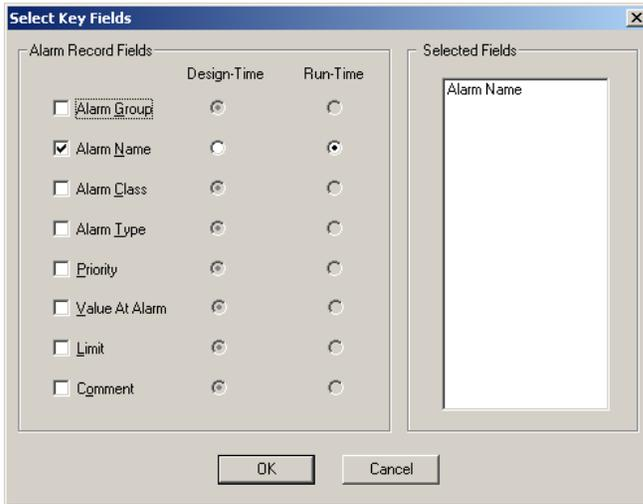 Select Key Fields
Alarm Record Fields
Design-Time Run-Time
Alarm Group
Alarm Name
Alarm Class
Alarm Type
Priority
Value At Alarm
Limit
Comment
Selected Fields
Alarm Name
OK Cancel